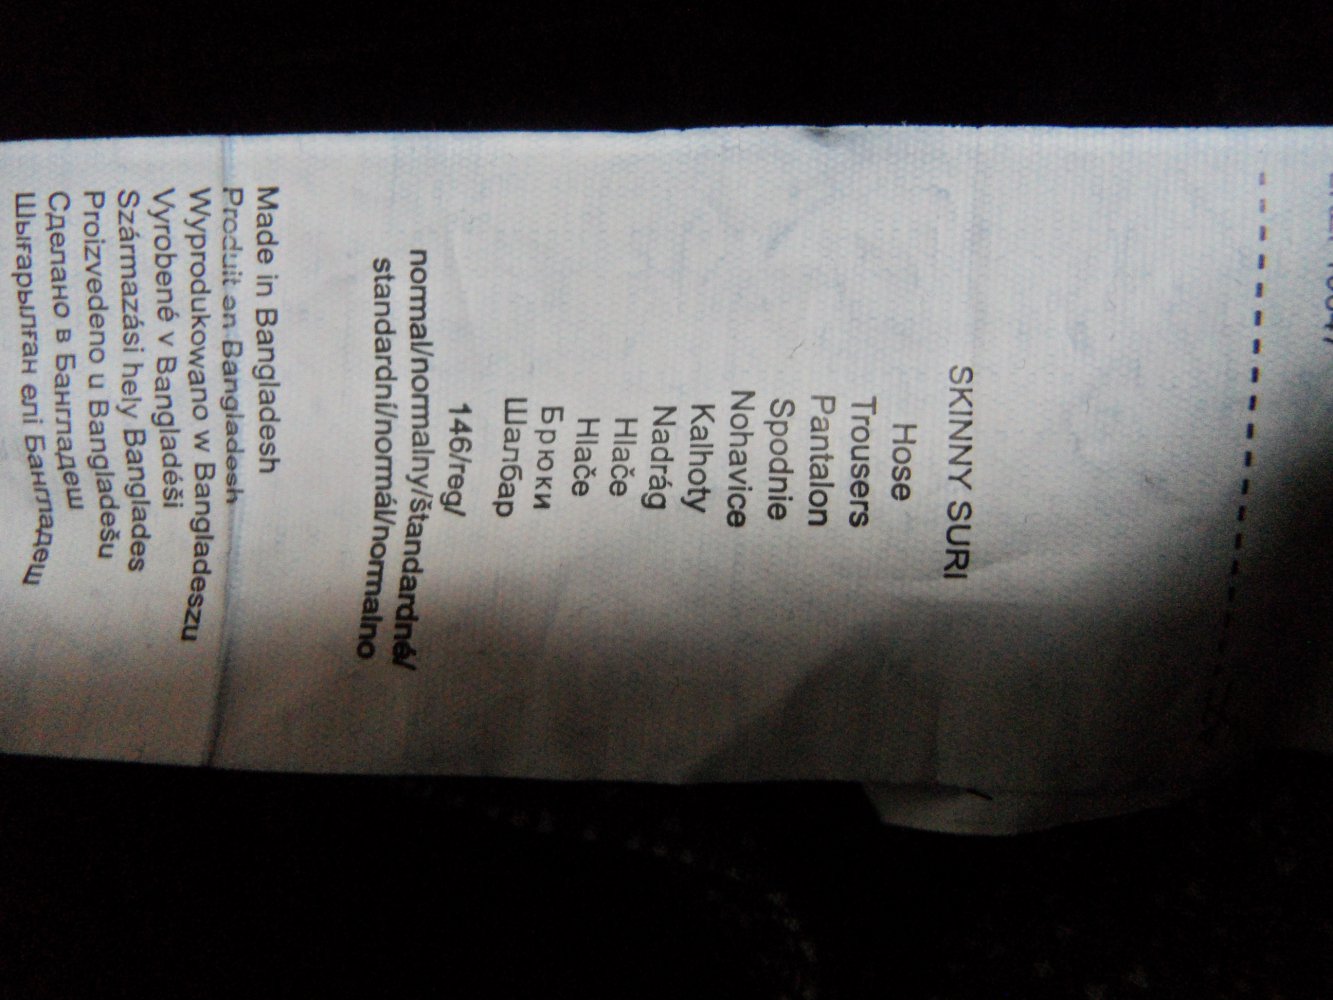 SKINNY SURI
Hose
Trousers
Pantalon
Spodnie
Nohavice
Kalhoty
Nadrág
Hlače
Hlače
Брюки
Шалбар
146/reg/
normal/normalny/štandardné/
standardní/normál/normalno
Made in Bangladesh
Produit en Bangladesh
Wyprodukowano w Bangladeszu
Vyrobené v Bangladéši
Származási hely Banglades
Proizvedeno u Bangladešu
Сделано в Бангладеш
Шығарылған елі Бангладеш